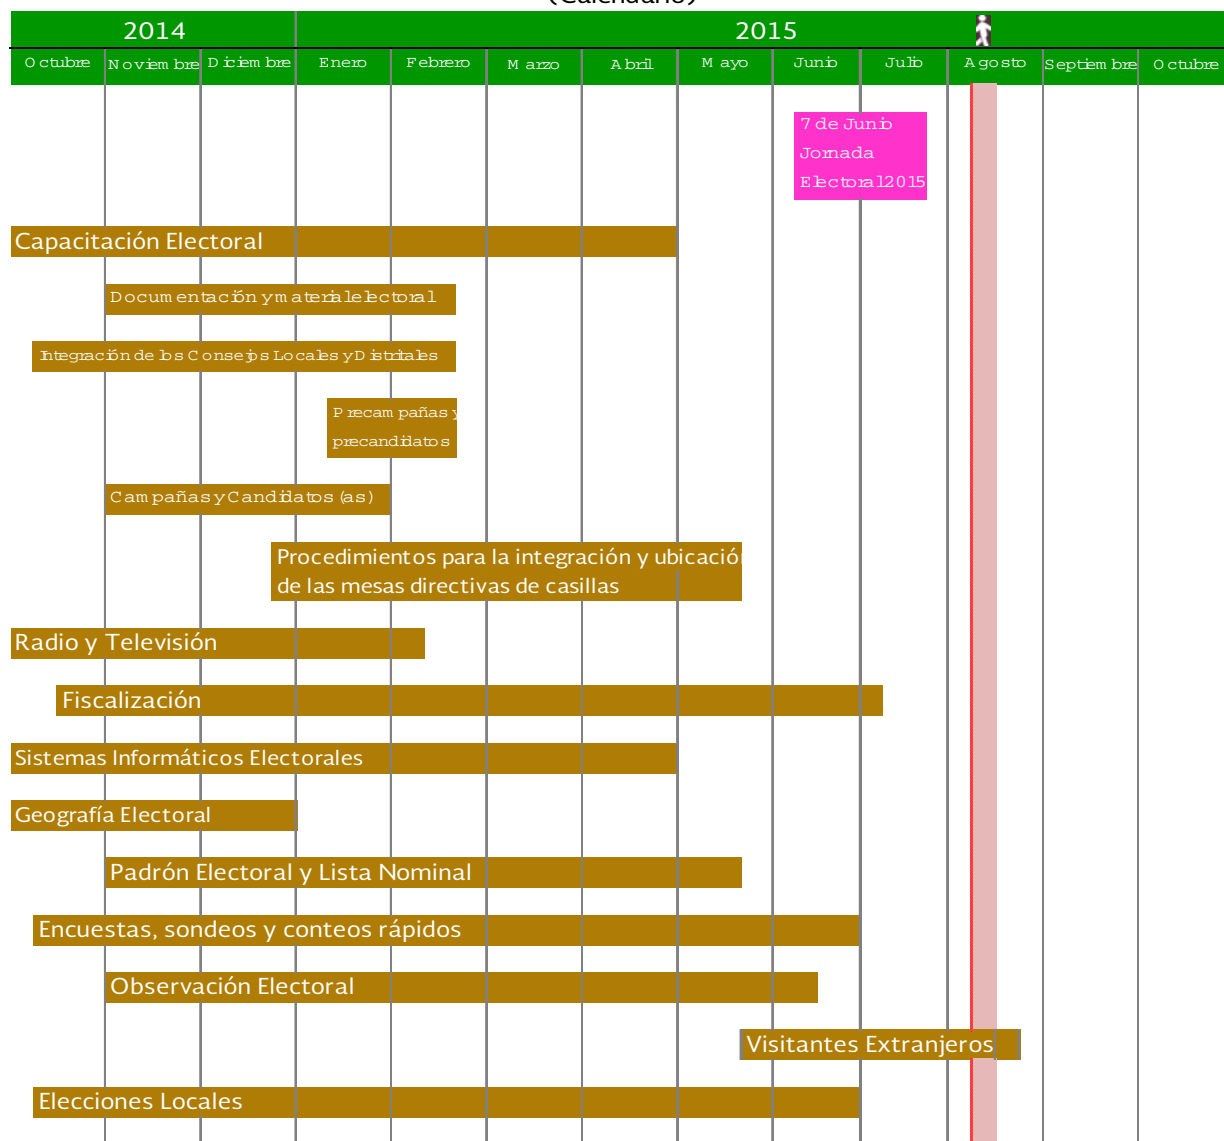 (Calendario)
2014 2015
Octubre Noviembre Diciembre Enero Febrero Marzo Abril Mayo Junio Julio Agosto Septiembre Octubre
7 de Junio
Jornada
Electoral 2015
Capacitación Electoral
Documentación y material electoral
Integración de los Consejos Locales y Distritales
Precampañas y
precandidatos
Campañas y Candidatos (as)
Procedimientos para la integración y ubicació
de las mesas directivas de casillas
Radio y Televisión
Fiscalización
Sistemas Informáticos Electorales
Geografía Electoral
Padrón Electoral y Lista Nominal
Encuestas, sondeos y conteos rápidos
Observación Electoral
Visitantes Extranjeros
Elecciones Locales